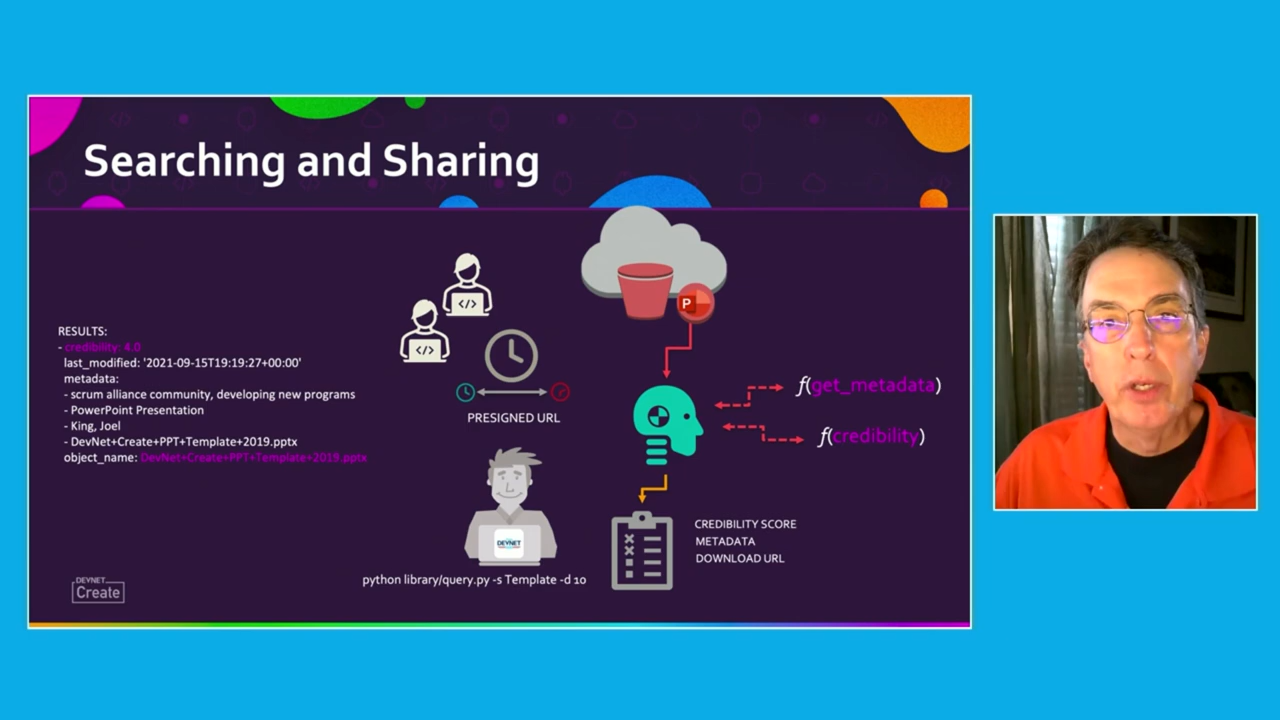 Searching and Sharing
RESULTS:
- credibility: 4.0
last_modified: '2021-09-15T19:19:27+00:00'
metadata:
- scrum alliance community, developing new programs
- PowerPoint Presentation
- King, Joel
- DevNet+Create+PPT+Template+2019.pptx
object_name: DevNet+Create+PPT+Template+2019.pptx
</>
</>
PRESIGNED URL
P
f(get_metadata)
f(credibility)
DEVNET
python library/query.py -s Template -d 10
CREDIBILITY SCORE
METADATA
DOWNLOAD URL
DEVNET
Create